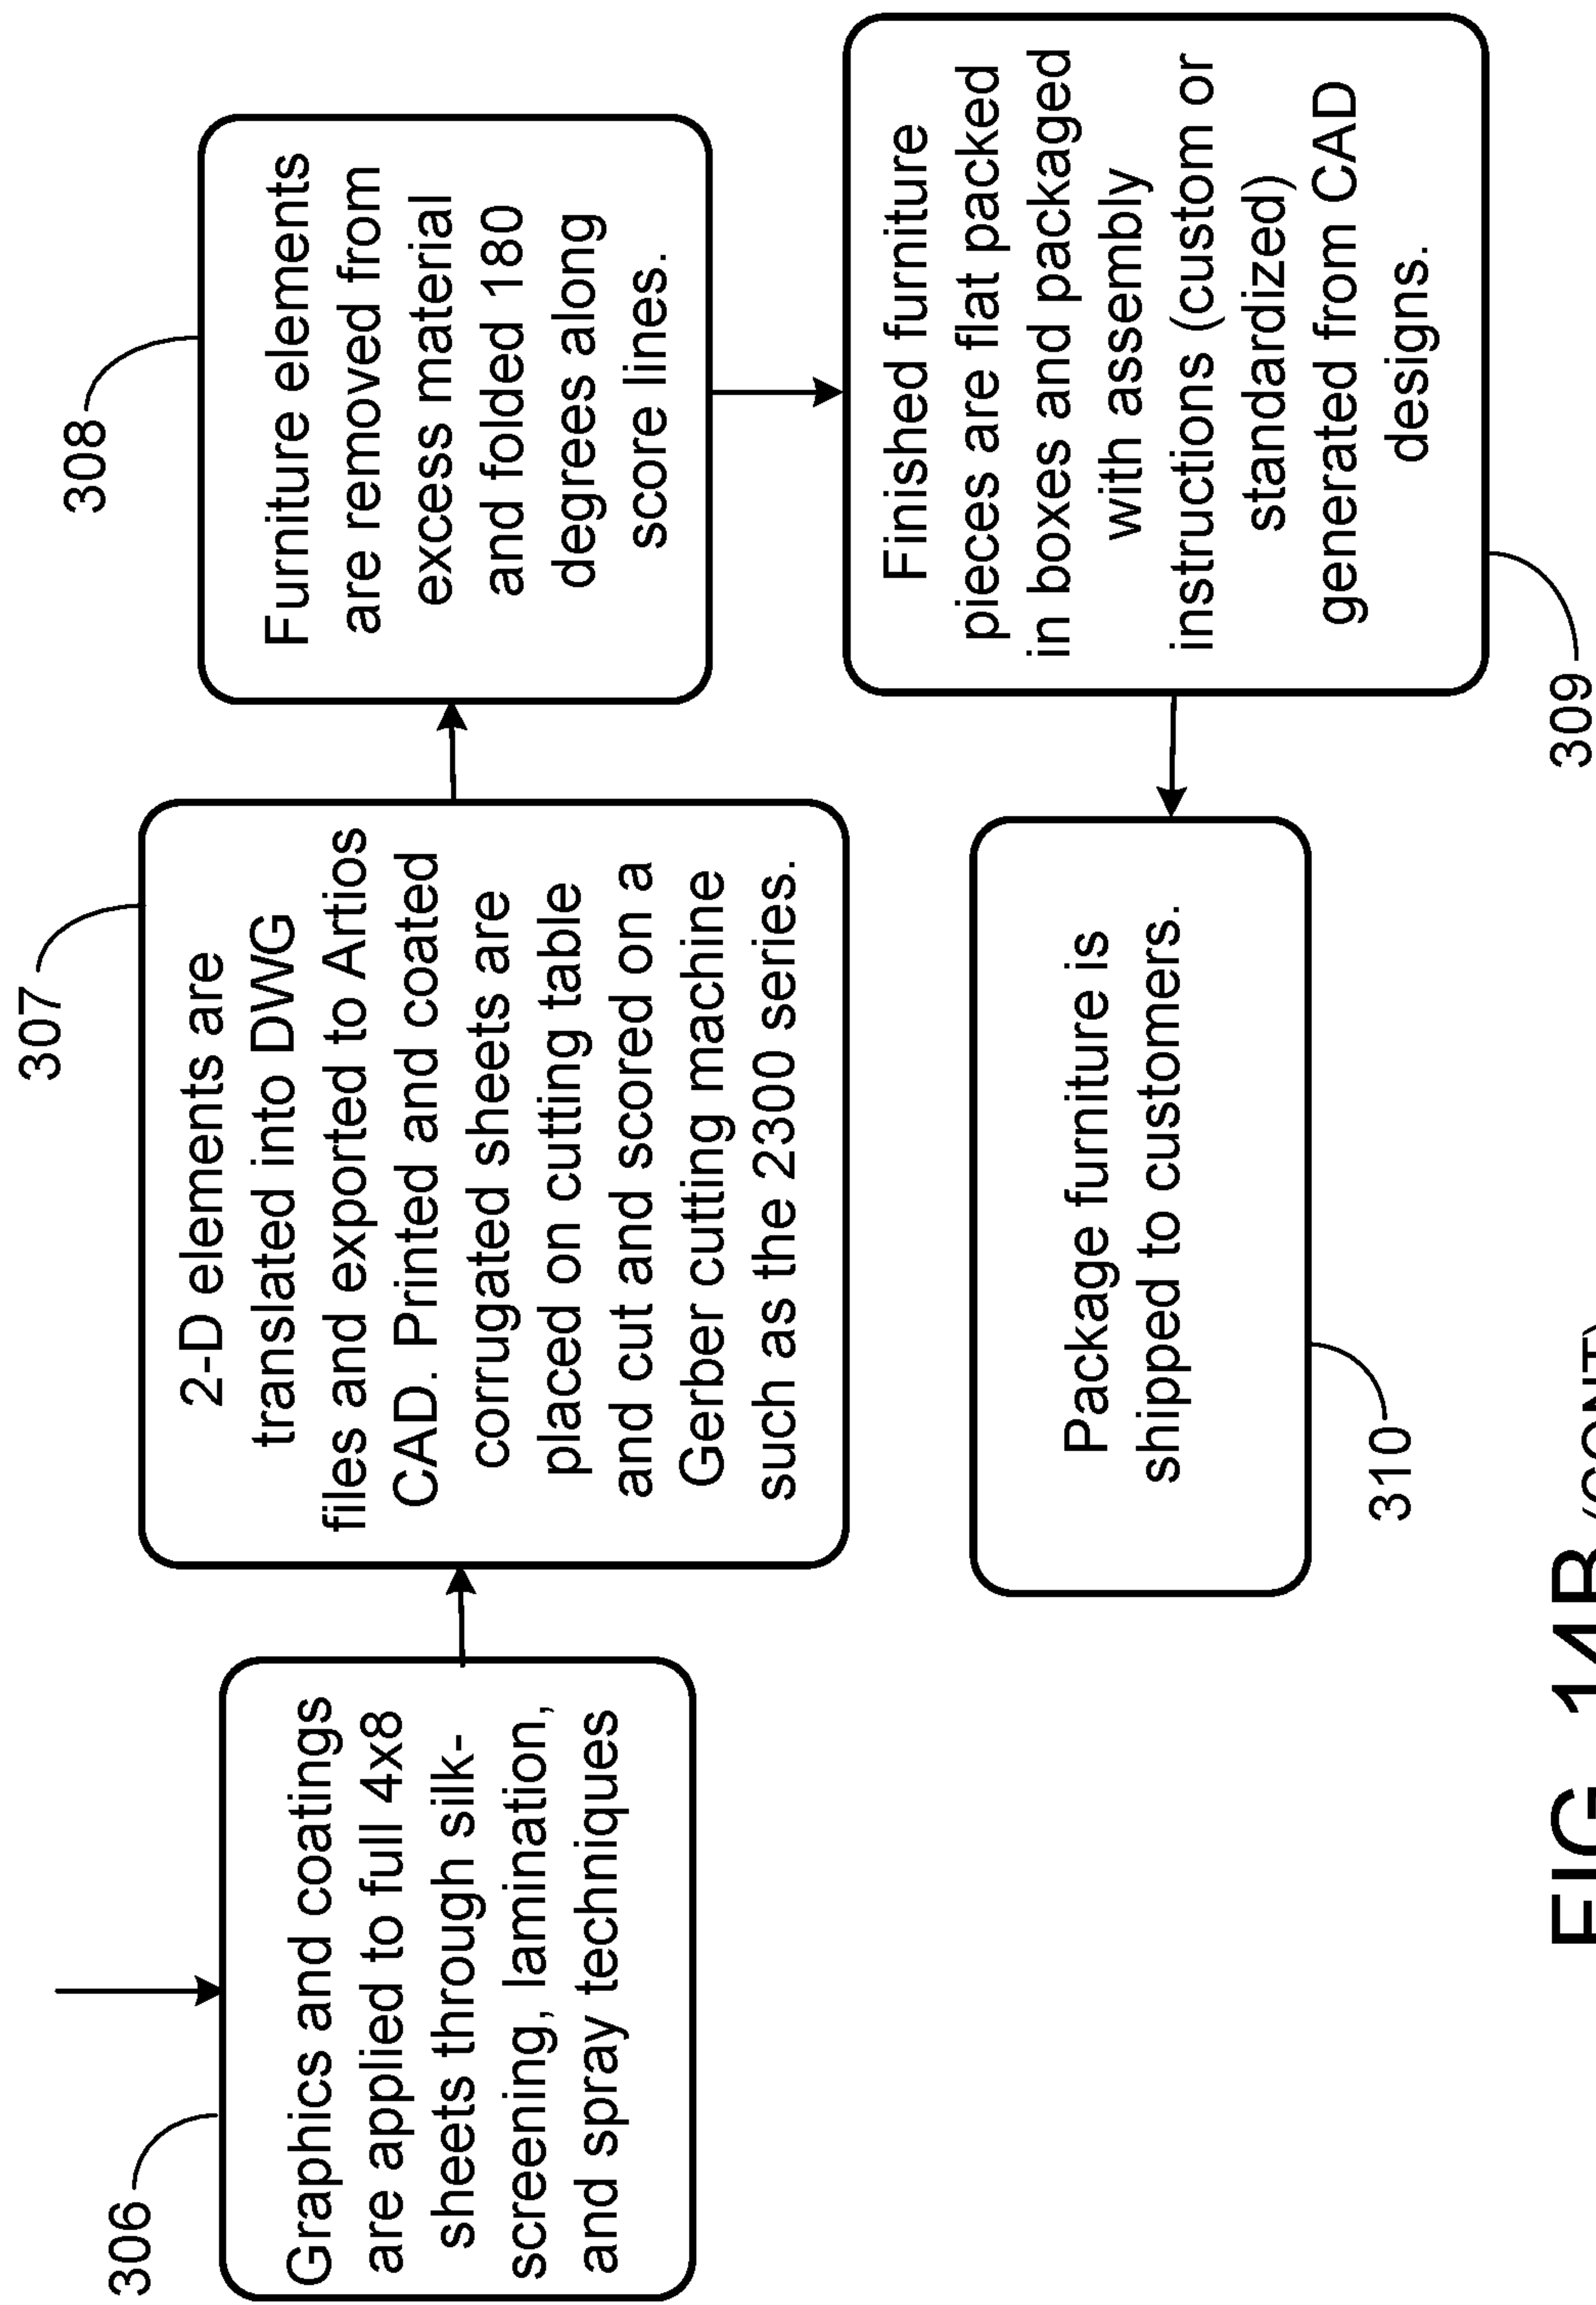 306
Graphics and coatings
are applied to full 4x8
sheets through silk-
screening, lamination,
and spray techniques
307
2-D elements are
translated into DWG
files and exported to Artios
CAD. Printed and coated
corrugated sheets are
placed on cutting table
and cut and scored on a
Gerber cutting machine
such as the 2300 series.
308
Furniture elements
are removed from
excess material
and folded 180
degrees along
score lines.
Finished furniture
pieces are flat packed
in boxes and packaged
with assembly
instructions (custom or
standardized)
generated from CAD
designs.
309
Package furniture is
shipped to customers.
310
FIG. 14B (CONT)